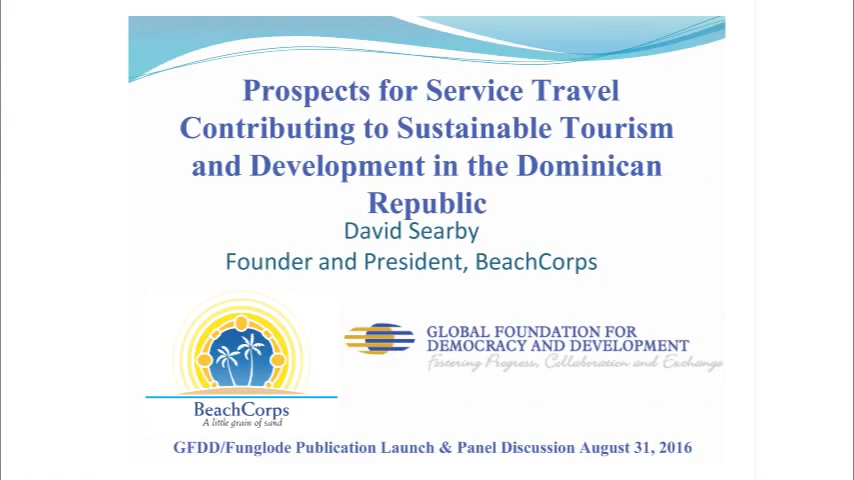 Prospects for Service Travel
Contributing to Sustainable Tourism
and Development in the Dominican
Republic
David Searby
Founder and President, BeachCorps
GLOBAL FOUNDATION FOR
DEMOCRACY AND DEVELOPMENT
Fostering Progress, Collaboration and Exchange
BeachCorps
A little grain of sand
GFDD/Funglode Publication Launch & Panel Discussion August 31, 2016